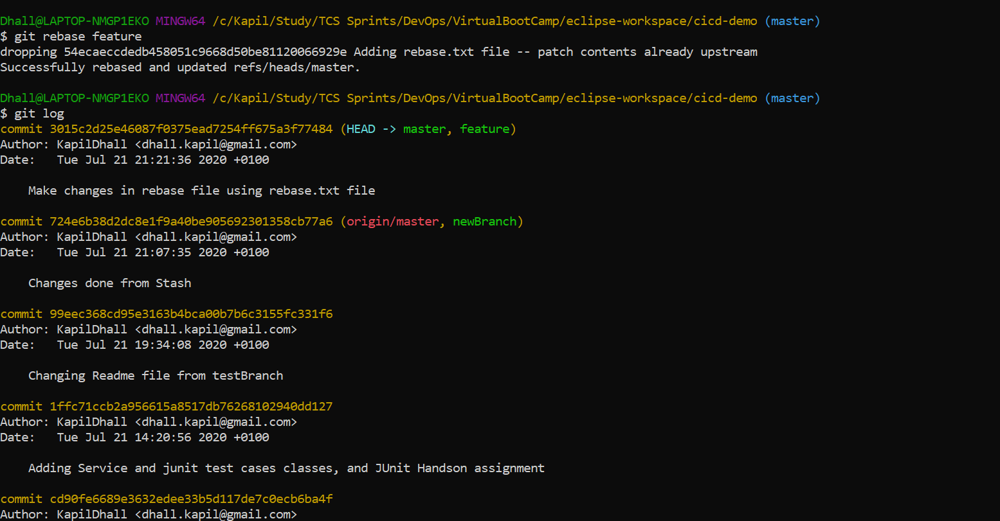 Dhall@LAPTOP-NMGP1EKO MINGW64 /c/Kapil/Study/TCS Sprints/DevOps/VirtualBootCamp/eclipse-workspace/cicd-demo (master)
$ git rebase feature
dropping 54ecaeccdedb458051c9668d50be81120066929e Adding rebase.txt file -- patch contents already upstream
Successfully rebased and updated refs/heads/master.
Dhall@LAPTOP-NMGP1EKO MINGW64 /c/Kapil/Study/TCS Sprints/DevOps/VirtualBootCamp/eclipse-workspace/cicd-demo (master)
$ git log
commit 3015c2d25e46087f0375ead7254ff675a3f77484 (HEAD -> master, feature)
Author: KapilDhall <dhall.kapil@gmail.com>
Date:   Tue Jul 21 21:21:36 2020 +0100
    Make changes in rebase file using rebase.txt file
commit 724e6b38d2dc8e1f9a40be905692301358cb77a6 (origin/master, newBranch)
Author: KapilDhall <dhall.kapil@gmail.com>
Date:   Tue Jul 21 21:07:35 2020 +0100
    Changes done from Stash
commit 99eec368cd95e3163b4bca00b7b6c3155fc331f6
Author: KapilDhall <dhall.kapil@gmail.com>
Date:   Tue Jul 21 19:34:08 2020 +0100
    Changing Readme file from testBranch
commit 1ffc71ccb2a956615a8517db76268102940dd127
Author: KapilDhall <dhall.kapil@gmail.com>
Date:   Tue Jul 21 14:20:56 2020 +0100
    Adding Service and junit test cases classes, and JUnit Handson assignment
commit cd90fe6689e3632edee33b5d117de7c0ecb6ba4f
Author: KapilDhall <dhall.kapil@gmail.com>